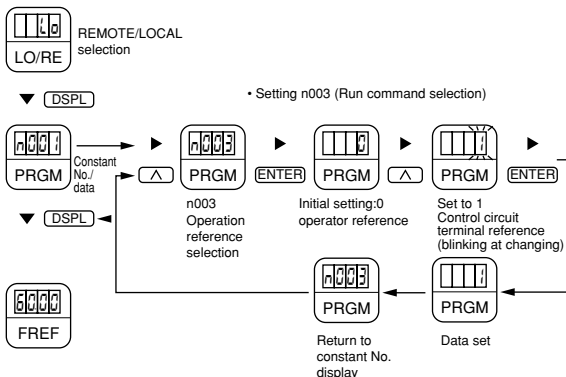 Lo
LO/RE
REMOTE/LOCAL
selection
DSPL
• Setting n003 (Run command selection)
n001
PRGM
Constant
No./
data
n003
PRGM
n003
Operation
reference
selection
ENTER
0
PRGM
Initial setting:0
operator reference
1
PRGM
Set to 1
Control circuit
terminal reference
(blinking at changing)
ENTER
DSPL
6000
FREF
n003
PRGM
Return to
constant No.
display
1
PRGM
Data set